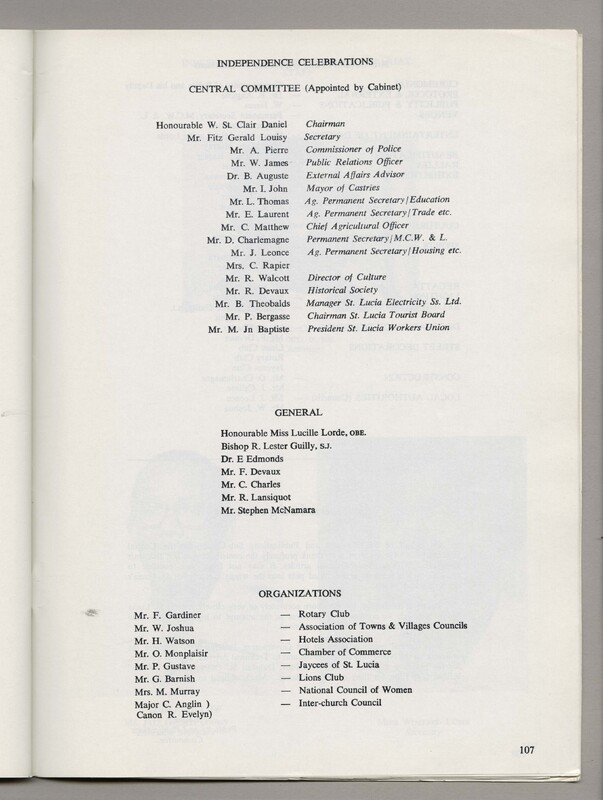 INDEPENDENCE CELEBRATIONS
CENTRAL COMMITTEE (Appointed by Cabinet)
Honourable W. St. Clair Daniel Chairman
Mr. Fitz Gerald Louisy Secretary
Mr. A. Pierre Commissioner of Police
Mr. W. James Public Relations Officer
Dr. B. Auguste External Affairs Advisor
Mr. I. John Mayor of Castries
Mr. L. Thomas Ag. Permanent Secretary/Education
Mr. E. Laurent Ag. Permanent Secretary/Trade etc.
Mr. C. Matthew Chief Agricultural Officer
Mr. D. Charlemagne Permanent Secretary/M.C.W. & L.
Mr. J. Leonce Ag. Permanent Secretary/Housing etc.
Mrs. C. Rapier
Mr. R. Walcott Director of Culture
Mr. R. Devaux Historical Society
Mr. B. Theobalds Manager St. Lucia Electricity Ss. Ltd.
Mr. P. Bergasse Chairman St. Lucia Tourist Board
Mr. M. Jn Baptiste President St. Lucia Workers Union
GENERAL
Honourable Miss Lucille Lorde, OBE.
Bishop R. Lester Guilly, S.J.
Dr. E Edmonds
Mr. F. Devaux
Mr. C. Charles
Mr. R. Lansiquot
Mr. Stephen McNamara
ORGANIZATIONS
Mr. F. Gardiner — Rotary Club
Mr. W. Joshua — Association of Towns & Villages Councils
Mr. H. Watson — Hotels Association
Mr. O. Monplaisir — Chamber of Commerce
Mr. P. Gustave — Jaycees of St. Lucia
Mr. G. Barnish — Lions Club
Mrs. M. Murray — National Council of Women
Major C. Anglin ) — Inter-church Council
Canon R. Evelyn)
107